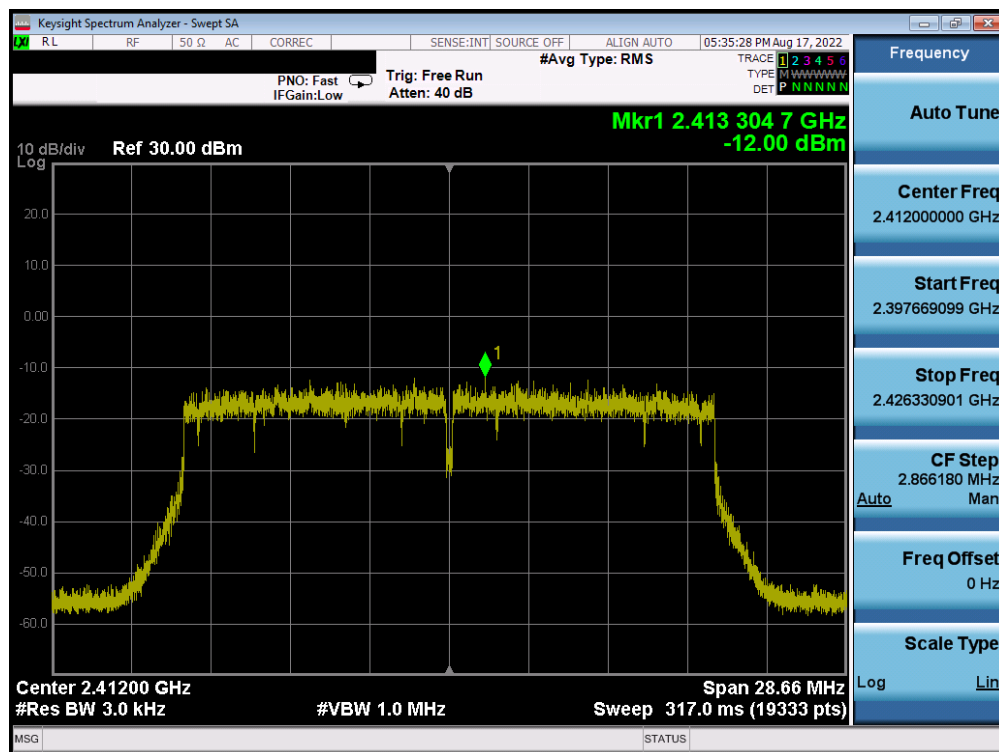 Keysight Spectrum Analyzer - Swept SA
LXI RL RF 50 Ω AC CORREC SENSE:INT SOURCE OFF ALIGN AUTO 05:35:28 PM Aug 17, 2022
#Avg Type: RMS
TRACE 1 2 3 4 5 6
PNO: Fast Trig: Free Run TYPE M WWWWW
IFGain:Low Atten: 40 dB DET P N N N N N
Mkr1 2.413 304 7 GHz
-12.00 dBm
10 dB/div Ref 30.00 dBm
Log
20.0
10.0
0.00
1
-10.0
-20.0
-30.0
-40.0
-50.0
-60.0
Center 2.41200 GHz Span 28.66 MHz
#Res BW 3.0 kHz #VBW 1.0 MHz Sweep 317.0 ms (19333 pts)
MSG STATUS
Frequency
Auto Tune
Center Freq
2.412000000 GHz
Start Freq
2.397669099 GHz
Stop Freq
2.426330901 GHz
CF Step
2.866180 MHz
Auto Man
Freq Offset
0 Hz
Scale Type
Log Lin